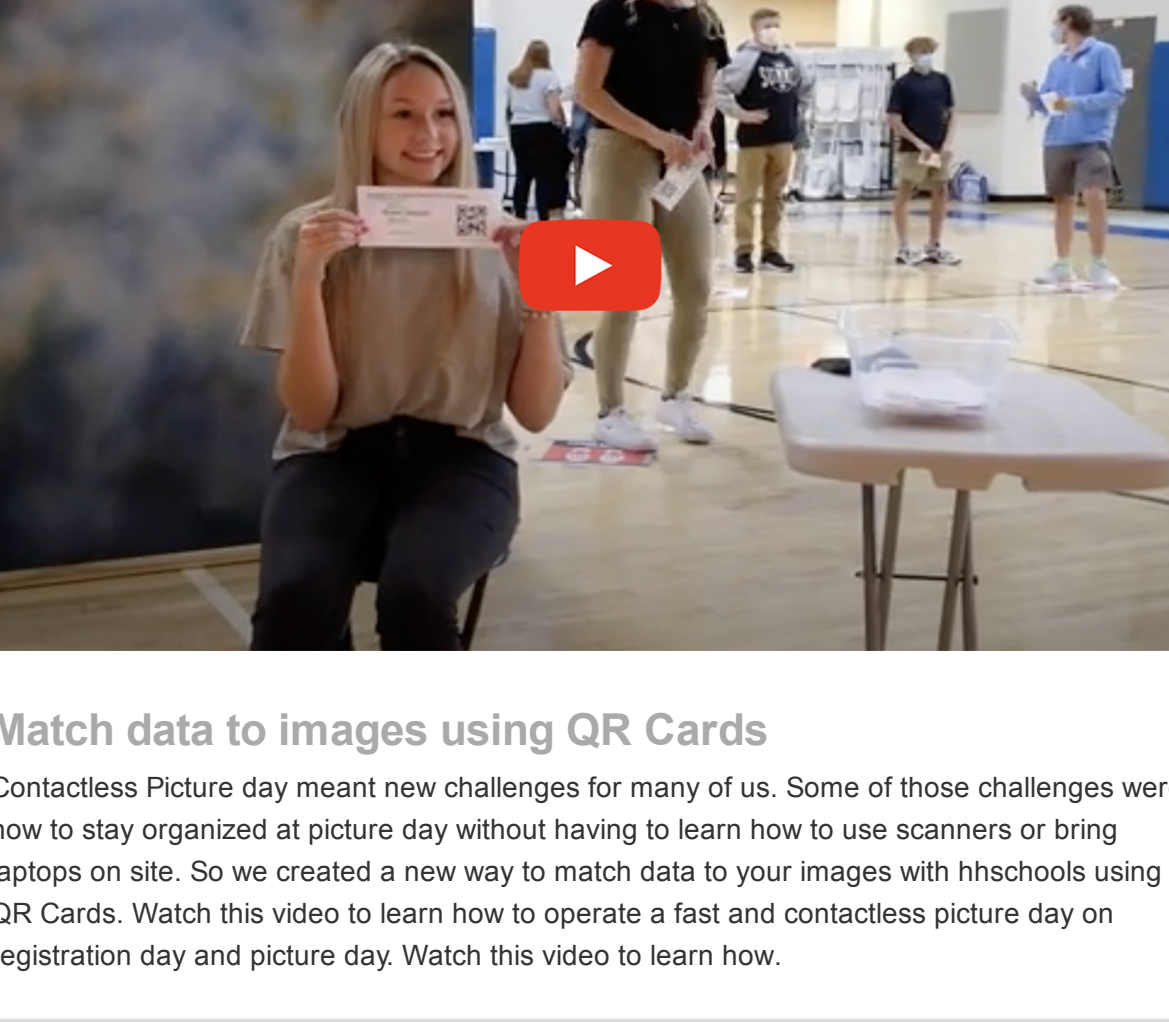 Match data to images using QR Cards
Contactless Picture day meant new challenges for many of us. Some of those challenges were
how to stay organized at picture day without having to learn how to use scanners or bring
laptops on site. So we created a new way to match data to your images with hhschools using
QR Cards. Watch this video to learn how to operate a fast and contactless picture day on
registration day and picture day. Watch this video to learn how.